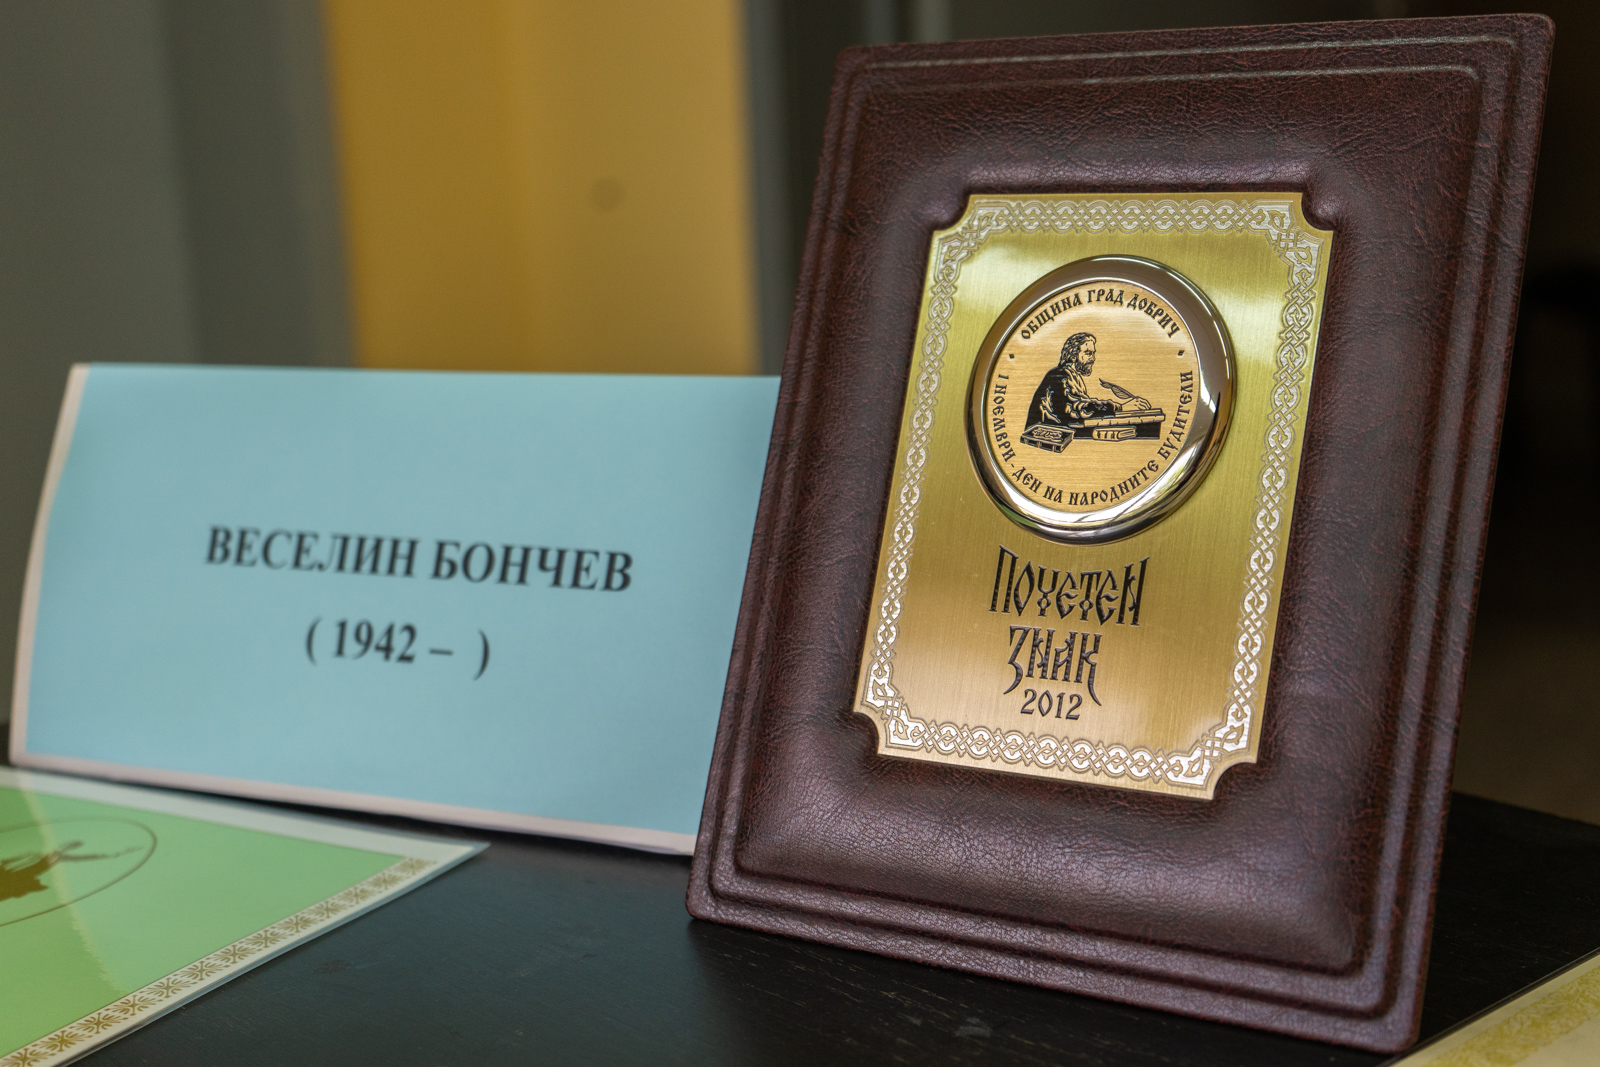 ВЕСЕЛИН БОНЧЕВ
( 1942 – )
ОБЩИНА ГРАД ДОБРИЧ
• 1 НОЕМВРИ - ДЕН НА НАРОДНИТЕ БУДИТЕЛИ •
ПОЧЕТЕН
ЗНАК
2012